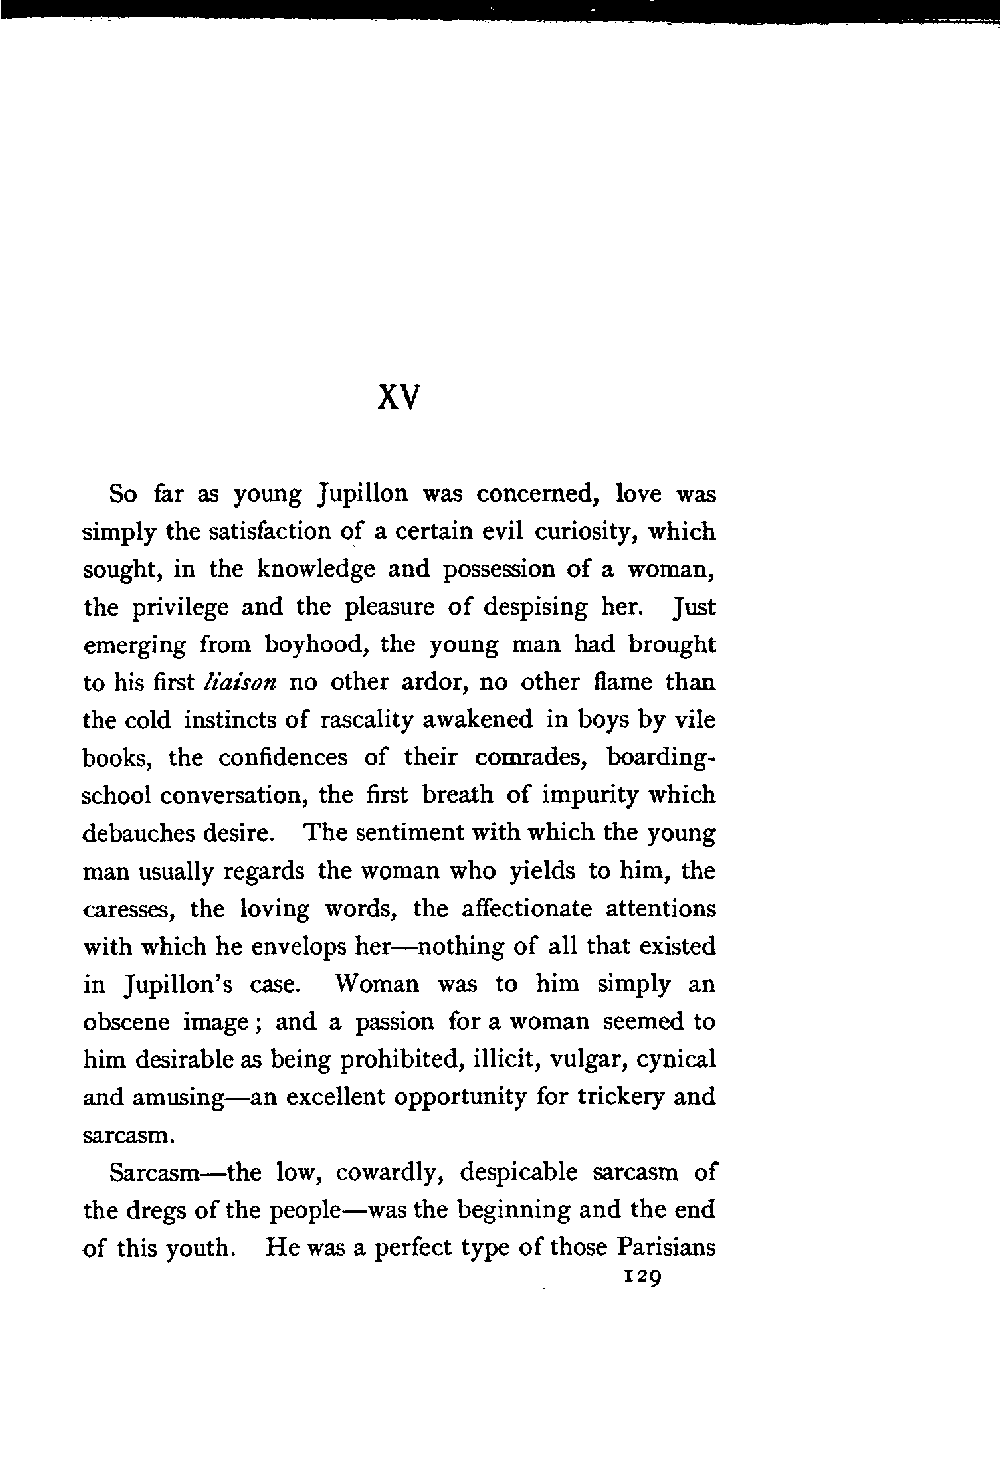 XV
So far as young Jupillon was concerned, love was
simply the satisfaction of a certain evil curiosity, which
sought, in the knowledge and possession of a woman,
the privilege and the pleasure of despising her. Just
emerging from boyhood, the young man had brought
to his first liaison no other ardor, no other flame than
the cold instincts of rascality awakened in boys by vile
books, the confidences of their comrades, boarding-
school conversation, the first breath of impurity which
debauches desire. The sentiment with which the young
man usually regards the woman who yields to him, the
caresses, the loving words, the affectionate attentions
with which he envelops her—nothing of all that existed
in Jupillon's case. Woman was to him simply an
obscene image; and a passion for a woman seemed to
him desirable as being prohibited, illicit, vulgar, cynical
and amusing—an excellent opportunity for trickery and
sarcasm.
Sarcasm—the low, cowardly, despicable sarcasm of
the dregs of the people—was the beginning and the end
of this youth. He was a perfect type of those Parisians
129